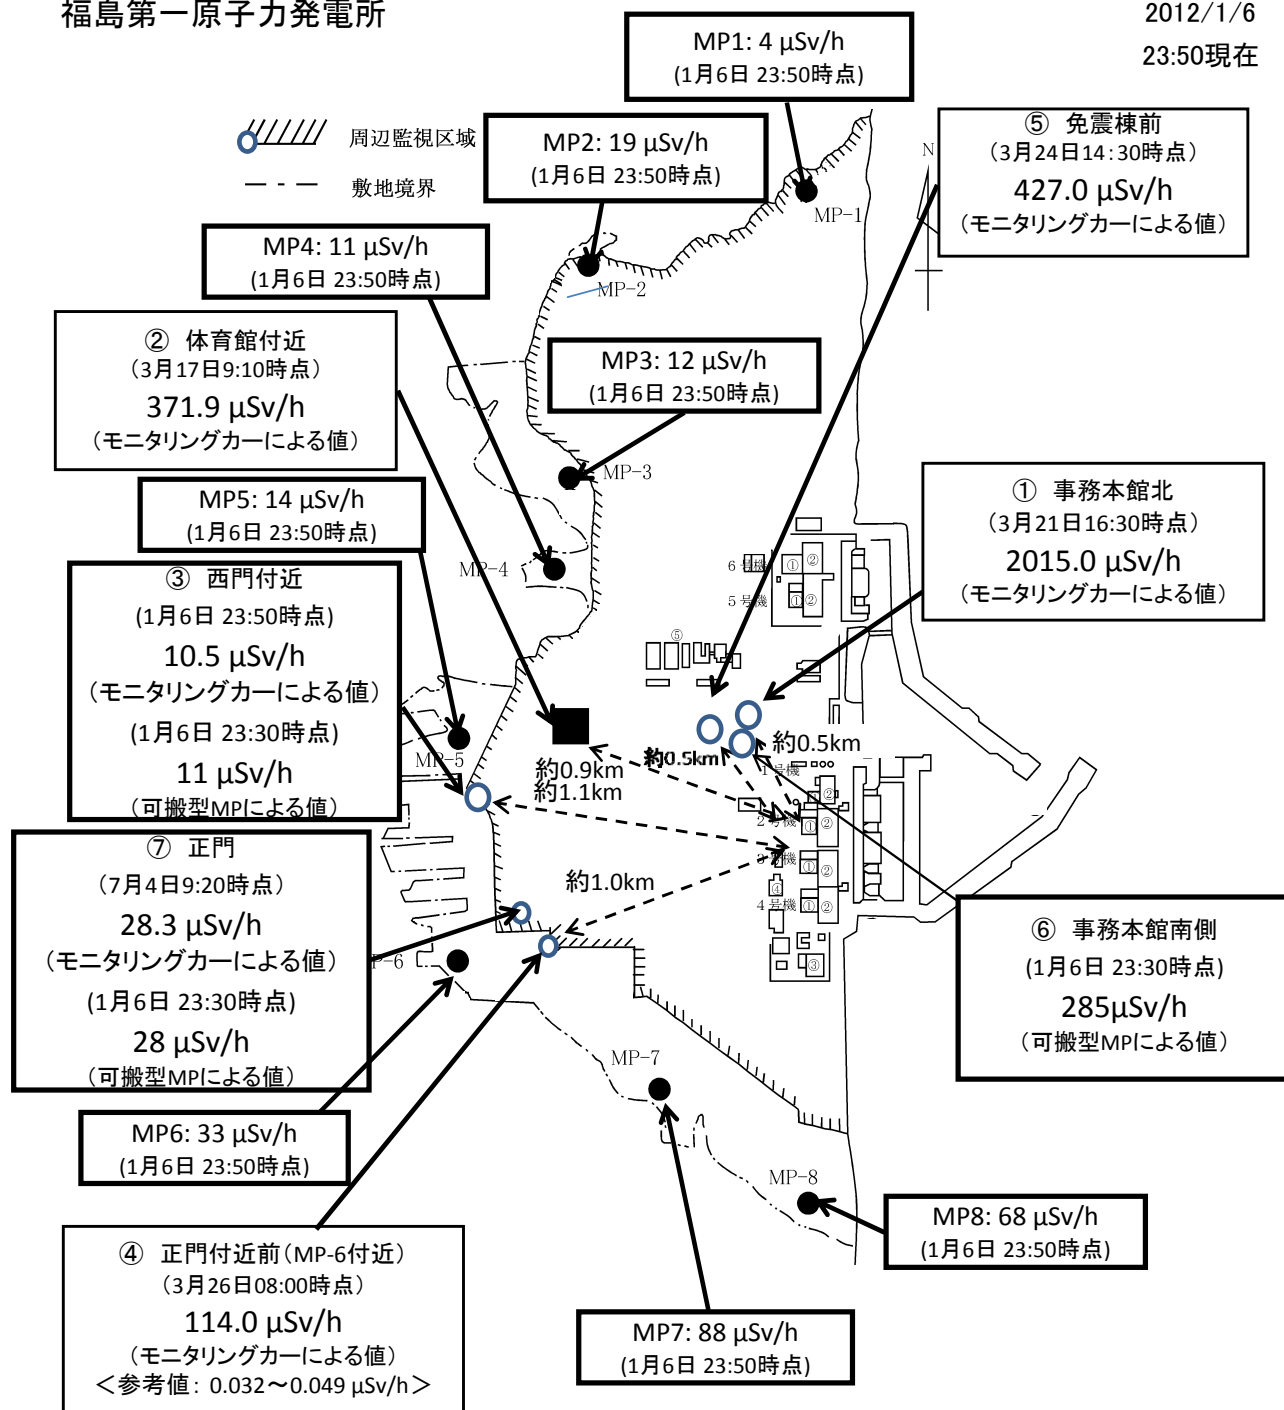 福島第一原子力発電所
2012/1/6
23:50現在
MP1: 4 μSv/h
(1月6日 23:50時点)
周辺監視区域
敷地境界
MP2: 19 μSv/h
(1月6日 23:50時点)
⑤ 免震棟前
(3月24日14:30時点)
427.0 μSv/h
(モニタリングカーによる値)
N
MP-1
MP4: 11 μSv/h
(1月6日 23:50時点)
MP-2
② 体育館付近
(3月17日9:10時点)
371.9 μSv/h
(モニタリングカーによる値)
MP3: 12 μSv/h
(1月6日 23:50時点)
MP-3
MP5: 14 μSv/h
(1月6日 23:50時点)
① 事務本館北
(3月21日16:30時点)
2015.0 μSv/h
(モニタリングカーによる値)
MP-4
6号機
① ②
5号機
① ②
③ 西門付近
(1月6日 23:50時点)
10.5 μSv/h
(モニタリングカーによる値)
(1月6日 23:30時点)
11 μSv/h
(可搬型MPによる値)
⑤
MP-5
約0.9km
約1.1km
約0.5km
約0.5km
1号機
①②
2号機
① ②
3号機
① ②
④
4号機
① ②
③
約1.0km
⑦ 正門
(7月4日9:20時点)
28.3 μSv/h
(モニタリングカーによる値)
(1月6日 23:30時点)
28 μSv/h
(可搬型MPによる値)
P-6
⑥ 事務本館南側
(1月6日 23:30時点)
285μSv/h
(可搬型MPによる値)
MP-7
MP6: 33 μSv/h
(1月6日 23:50時点)
MP-8
MP8: 68 μSv/h
(1月6日 23:50時点)
④ 正門付近前(MP-6付近)
(3月26日08:00時点)
114.0 μSv/h
(モニタリングカーによる値)
<参考値: 0.032~0.049 μSv/h>
MP7: 88 μSv/h
(1月6日 23:50時点)